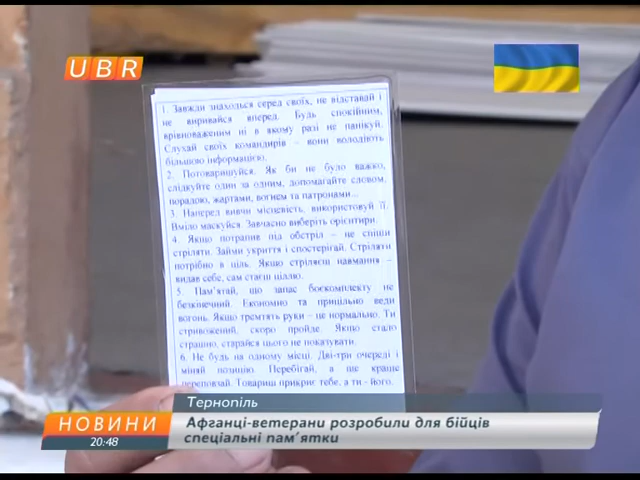 UBR
1. Завжди знаходься серед своїх, не відставай і
не виривайся вперед. Будь спокійним,
врівноваженим ні в якому разі не панікуй.
Слухай своїх командирів – вони володіють
більшою інформацією.
2. Потоваришуйся. Як би не було важко,
слідкуйте один за одним, допомагайте словом,
порадою, жартами, вогнем та патронами...
3. Наперед вивчи місцевість, використовуй її.
Вміло маскуйся. Завчасно виберіть орієнтири.
4. Якщо потрапив під обстріл – не спіши
стріляти. Займи укриття і спостерігай. Стріляти
потрібно в ціль. Якщо стріляєш навмання –
видав себе, сам стаєш ціллю.
5. Пам'ятай, що запас боєкомплекту не
безкінечний. Економно та прицільно веди
вогонь. Якщо тремтять руки – це нормально. Ти
стривожений, скоро пройде. Якщо стало
страшно, старайся цього не показувати.
6. Не будь на одному місці. Дві-три очереді і
міняй позицію. Перебігай, а ще краще
переповзай. Товариш прикриє тебе, а ти - його.
Тернопіль
НОВИНИ
20:48
Афганці-ветерани розробили для бійців
спеціальні пам'ятки